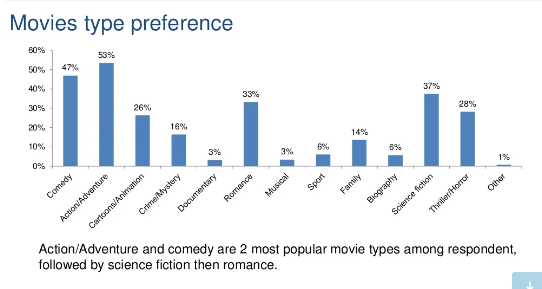 Movies type preference
60%
50%
40%
30%
20%
10%
0%
47%
53%
26%
16%
3%
33%
3%
6%
14%
6%
37%
28%
1%
Comedy
Action/Adventure
Cartoons/Animation
Crime/Mystery
Documentary
Romance
Musical
Sport
Family
Biography
Science fiction
Thriller/Horror
Other
Action/Adventure and comedy are 2 most popular movie types among respondent,
followed by science fiction then romance.